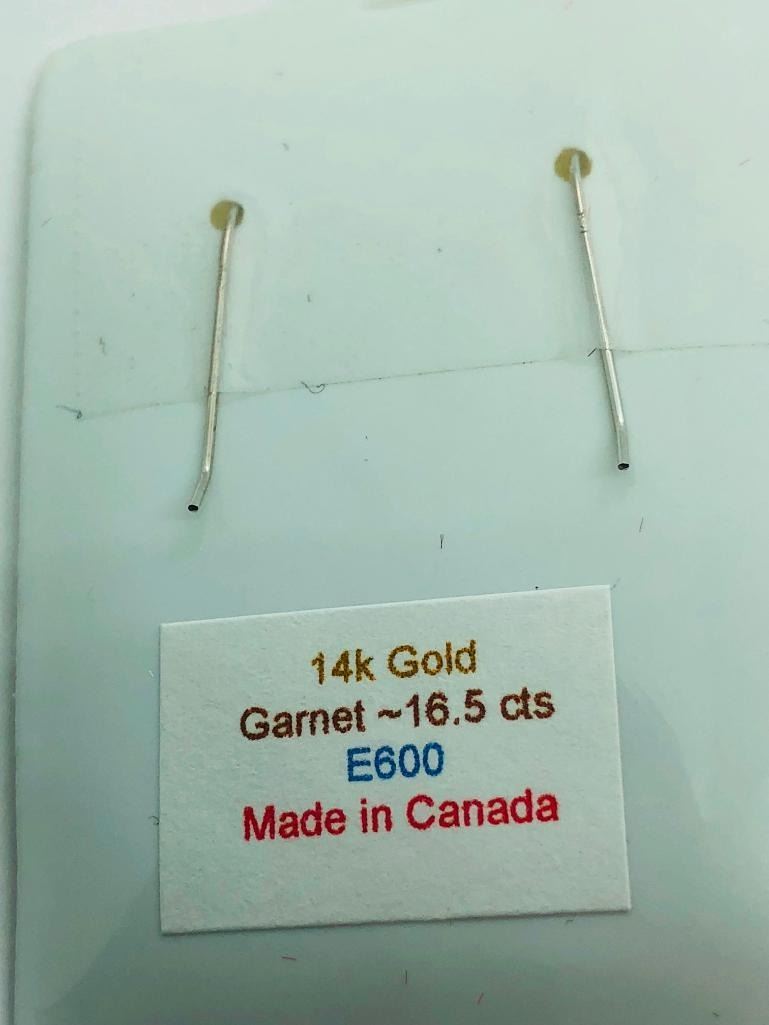 14k Gold
Garnet ~16.5 cts
E600
Made in Canada